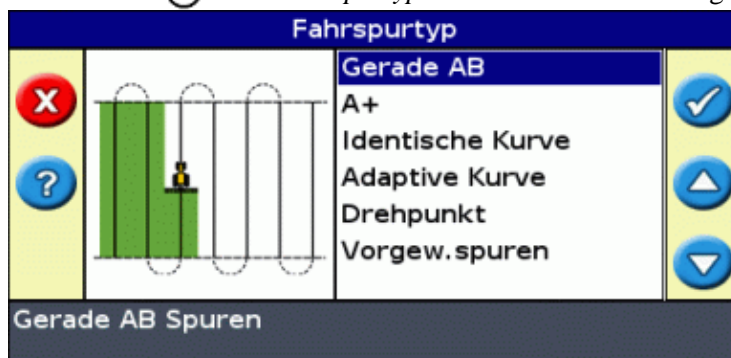 Fahrspurtyp
Gerade AB
A+
Identische Kurve
Adaptive Kurve
Drehpunkt
Vorgew.spuren
X
?
Gerade AB Spuren